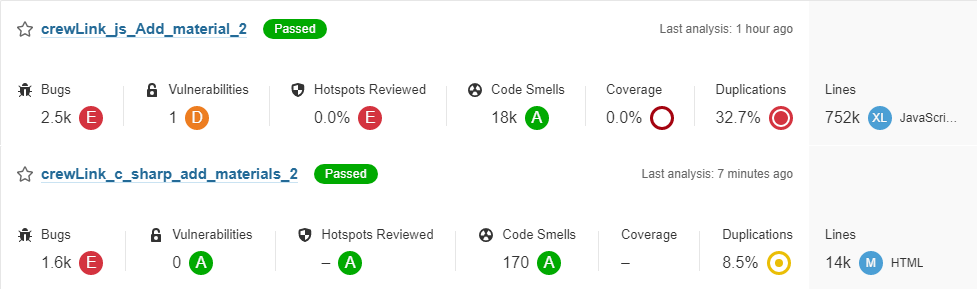 crewLink_js_Add_material_2 Passed Last analysis: 1 hour ago
Bugs Vulnerabilities Hotspots Reviewed Code Smells Coverage Duplications Lines
2.5k E 1 D 0.0% E 18k A 0.0% 32.7% 752k XL JavaScri...
crewLink_c_sharp_add_materials_2 Passed Last analysis: 7 minutes ago
Bugs Vulnerabilities Hotspots Reviewed Code Smells Coverage Duplications Lines
1.6k E 0 A – A 170 A – 8.5% 14k M HTML